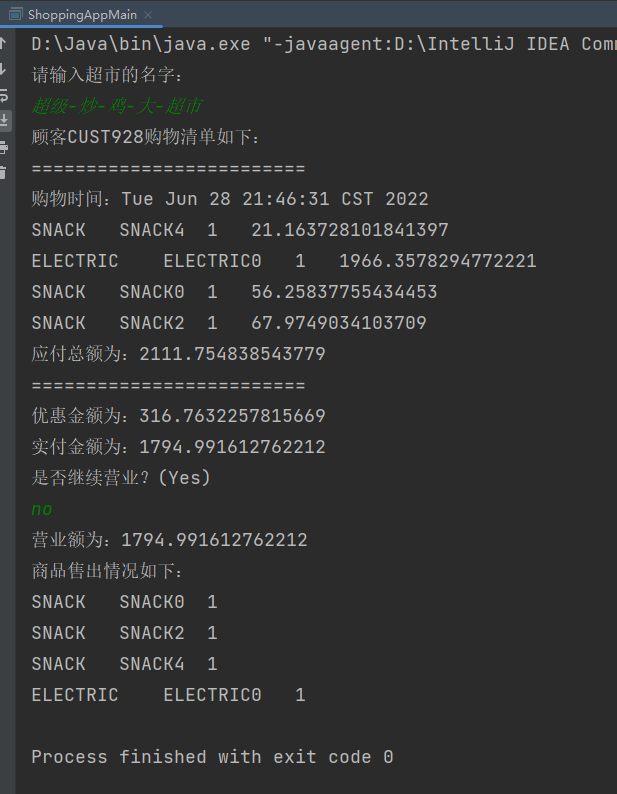 ShoppingAppMain
D:\Java\bin\java.exe "-javaagent:D:\IntelliJ IDEA Com
请输入超市的名字：
超级-炒-鸡-大-超市
顾客CUST928购物清单如下：
=========================
购物时间：Tue Jun 28 21:46:31 CST 2022
SNACK   SNACK4  1   21.163728101841397
ELECTRIC    ELECTRIC0   1   1966.3578294772221
SNACK   SNACK0  1   56.25837755434453
SNACK   SNACK2  1   67.9749034103709
应付总额为：2111.754838543779
=========================
优惠金额为：316.7632257815669
实付金额为：1794.991612762212
是否继续营业？(Yes)
no
营业额为：1794.991612762212
商品售出情况如下：
SNACK   SNACK0  1
SNACK   SNACK2  1
SNACK   SNACK4  1
ELECTRIC    ELECTRIC0   1
Process finished with exit code 0